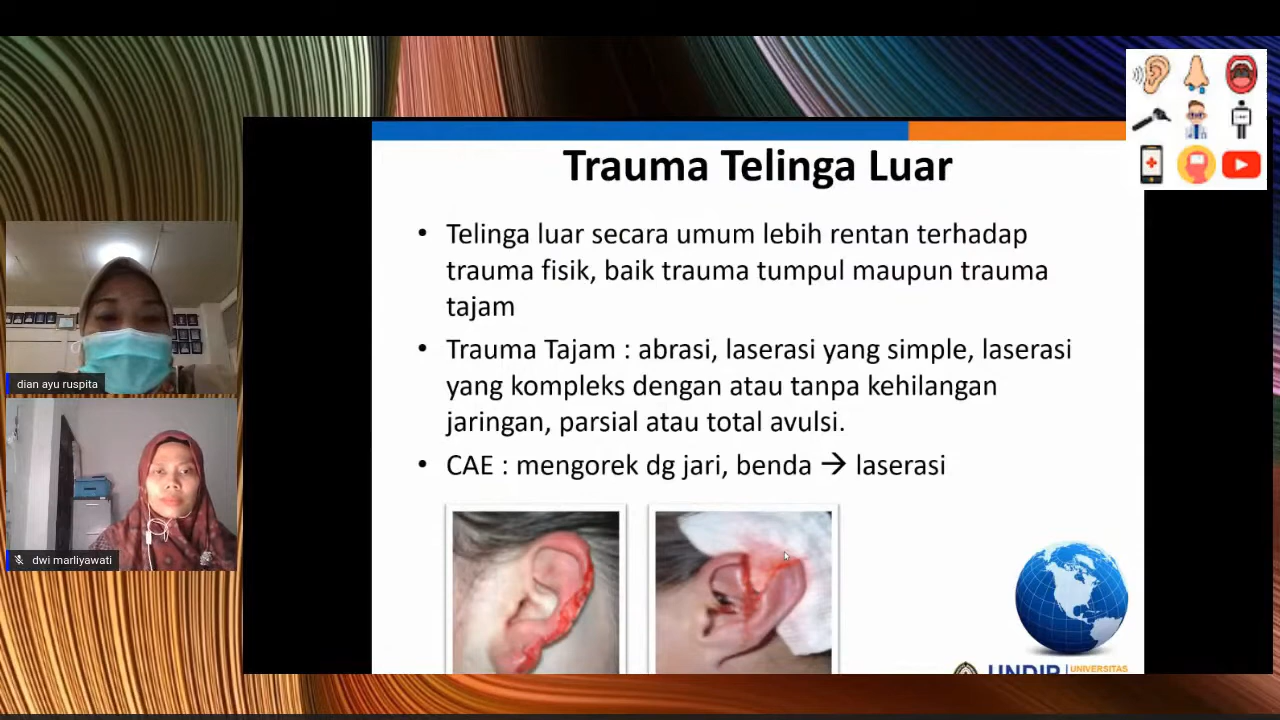 Trauma Telinga Luar
• Telinga luar secara umum lebih rentan terhadap
trauma fisik, baik trauma tumpul maupun trauma
tajam
• Trauma Tajam : abrasi, laserasi yang simple, laserasi
yang kompleks dengan atau tanpa kehilangan
jaringan, parsial atau total avulsi.
• CAE : mengorek dg jari, benda → laserasi
dian ayu ruspita
dwi marliyawati
UNDIP
UNIVERSITAS